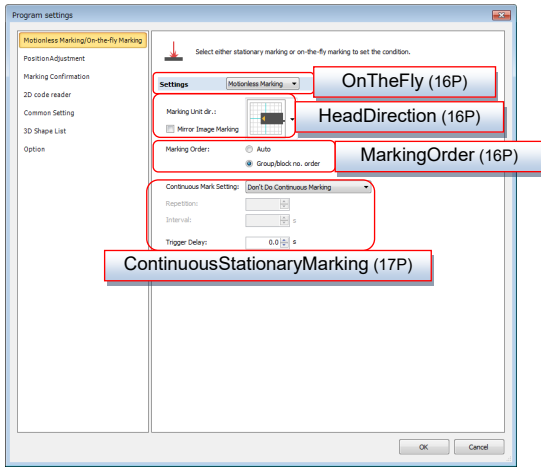 Program settings
Motionless Marking/On-the-fly Marking
PositionAdjustment
Marking Confirmation
2D code reader
Common Setting
3D Shape List
Option
Select either stationary marking or on-the-fly marking to set the condition.
Settings Motionless Marking OnTheFly (16P)
Marking Unit dir.: HeadDirection (16P)
Mirror Image Marking
Marking Order: Auto MarkingOrder (16P)
Group/block no. order
Continuous Mark Setting: Don't Do Continuous Marking
Repetition:
Interval: s
Trigger Delay: 0.0 s
ContinuousStationaryMarking (17P)
OK Cancel